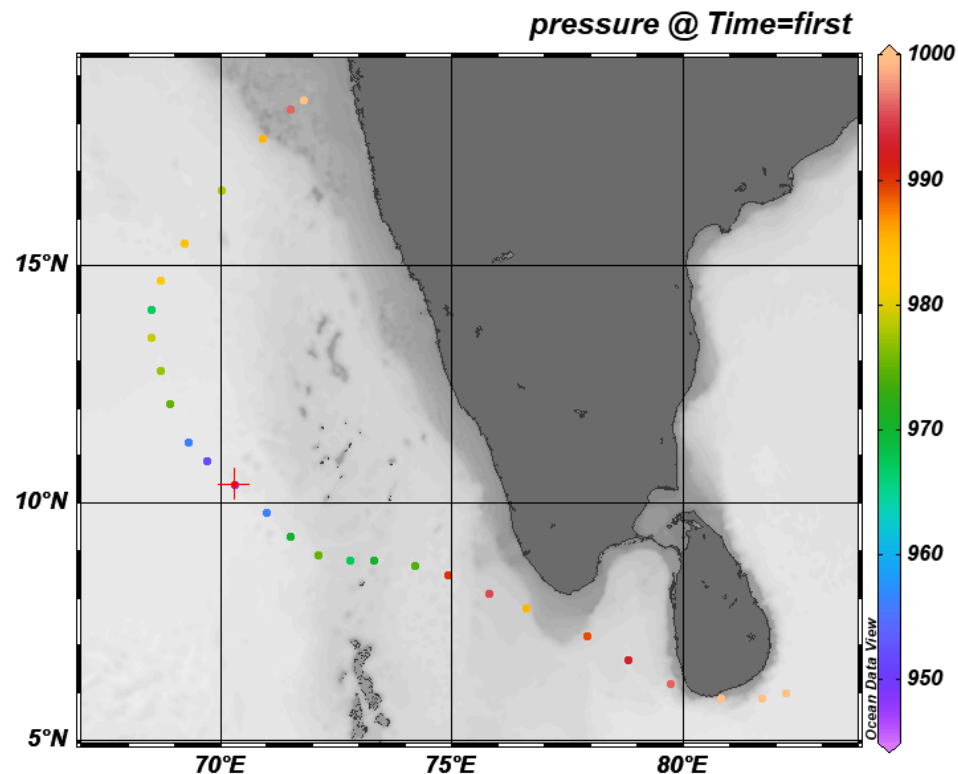 pressure @ Time=first
1000
990
980
970
960
950
15°N
10°N
5°N
70°E
75°E
80°E
Ocean Data View